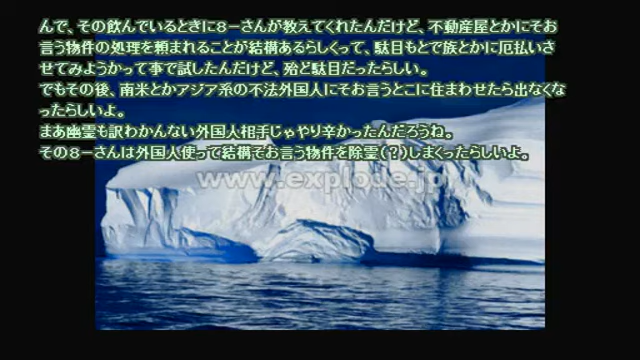 んで、その飲んでいるときに8－さんが教えてくれたんだけど、不動産屋とかにそお
言う物件の処理を頼まれることが結構あるらしくって、駄目もとで族とかに厄払いさ
せてみようかって事で試したんだけど、殆ど駄目だったらしい。
でもその後、南米とかアジア系の不法外国人にそお言うとこに住まわせたら出なくな
ったらしいよ。
まあ幽霊も訳わかんない外国人相手じゃやり辛かったんだろうね。
その8－さんは外国人使って結構そお言う物件を除霊(？)しまくったらしいよ。
www.explode.jp